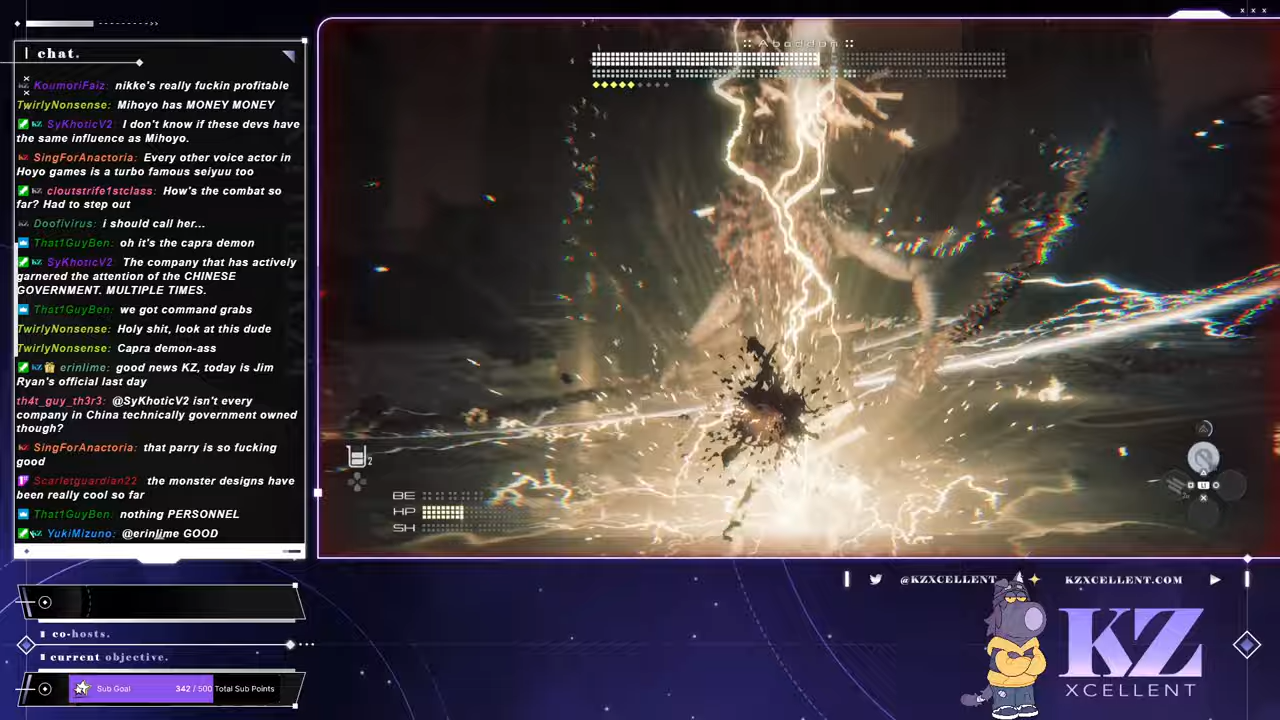 x x x
>>
chat.
KoumoriFaiz: nikke's really fuckin profitable
TwirlyNonsense: Mihoyo has MONEY MONEY
SyKhoticV2: I don't know if these devs have
the same influence as Mihoyo.
SingForAnactoria: Every other voice actor in
Hoyo games is a turbo famous seiyuu too
cloutstrife1stclass: How's the combat so
far? Had to step out
Doofivirus: i should call her...
That1GuyBen: oh it's the capra demon
SyKhoticV2: The company that has actively
garnered the attention of the CHINESE
GOVERNMENT. MULTIPLE TIMES.
That1GuyBen: we got command grabs
TwirlyNonsense: Holy shit, look at this dude
TwirlyNonsense: Capra demon-ass
erinlime: good news KZ, today is Jim
Ryan's official last day
th4t_guy_th3r3: @SyKhoticV2 isn't every
company in China technically government owned
though?
SingForAnactoria: that parry is so fucking
good
Scarletguardian22: the monster designs have
been really cool so far
That1GuyBen: nothing PERSONNEL
YukiMizuno: @erinlime GOOD
:: Abaddon ::
2
BE
HP
SH
L1
co-hosts.
current objective.
Sub Goal 342 / 500 Total Sub Points
@KZXCELLENT
KZXCELLENT.COM
KZ
XCELLENT